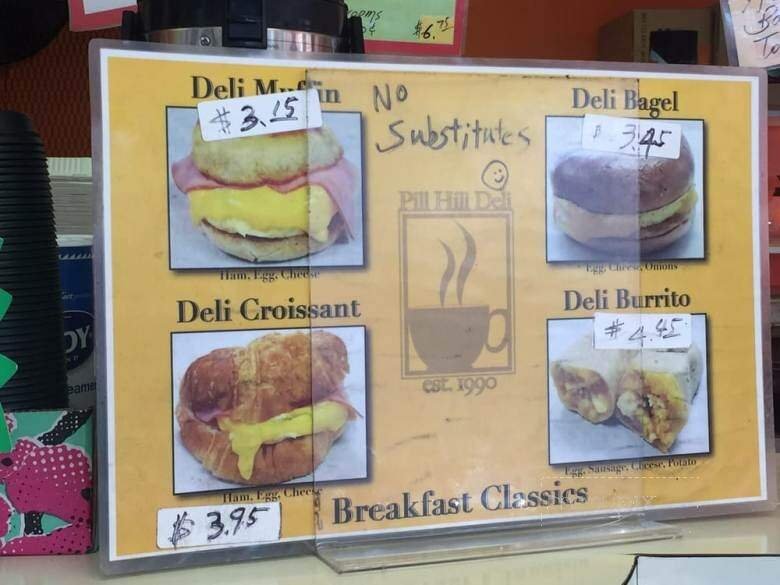 ooms
¢ $6.75
Deli Muffin
$3.15
Ham, Egg, Cheese
No
Substitutes
Deli Bagel
$3.45
Egg, Cheese, Onions
Pill Hill Deli
est. 1990
Deli Croissant
Ham, Egg, Cheese
$3.95
Deli Burrito
$4.45
Egg, Sausage, Cheese, Potato
Breakfast Classics